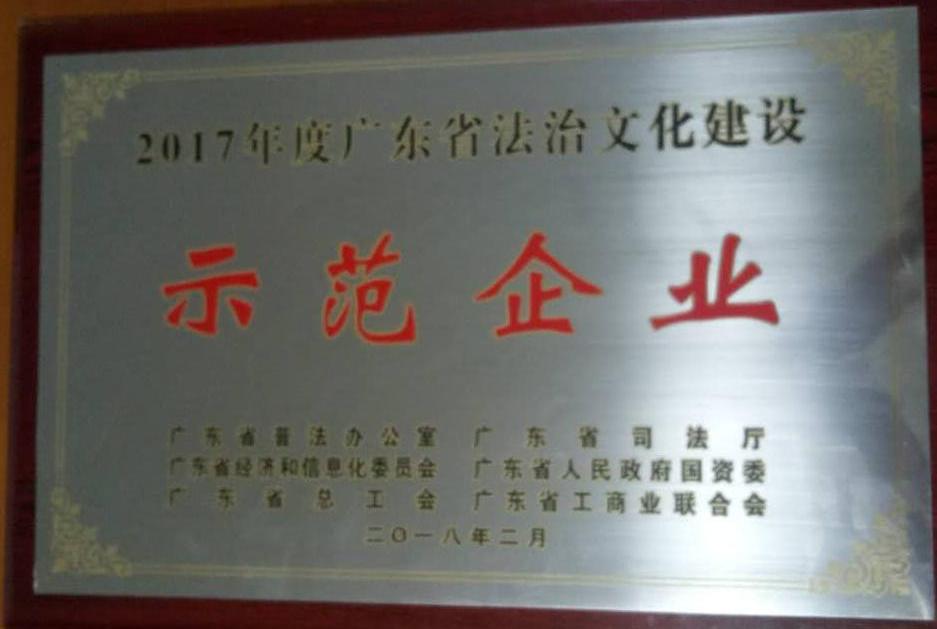 2017年度广东省法治文化建设
示范企业
广东省普法办公室 广东省司法厅
广东省经济和信息化委员会 广东省人民政府国资委
广东省总工会 广东省工商业联合会
二〇一八年二月